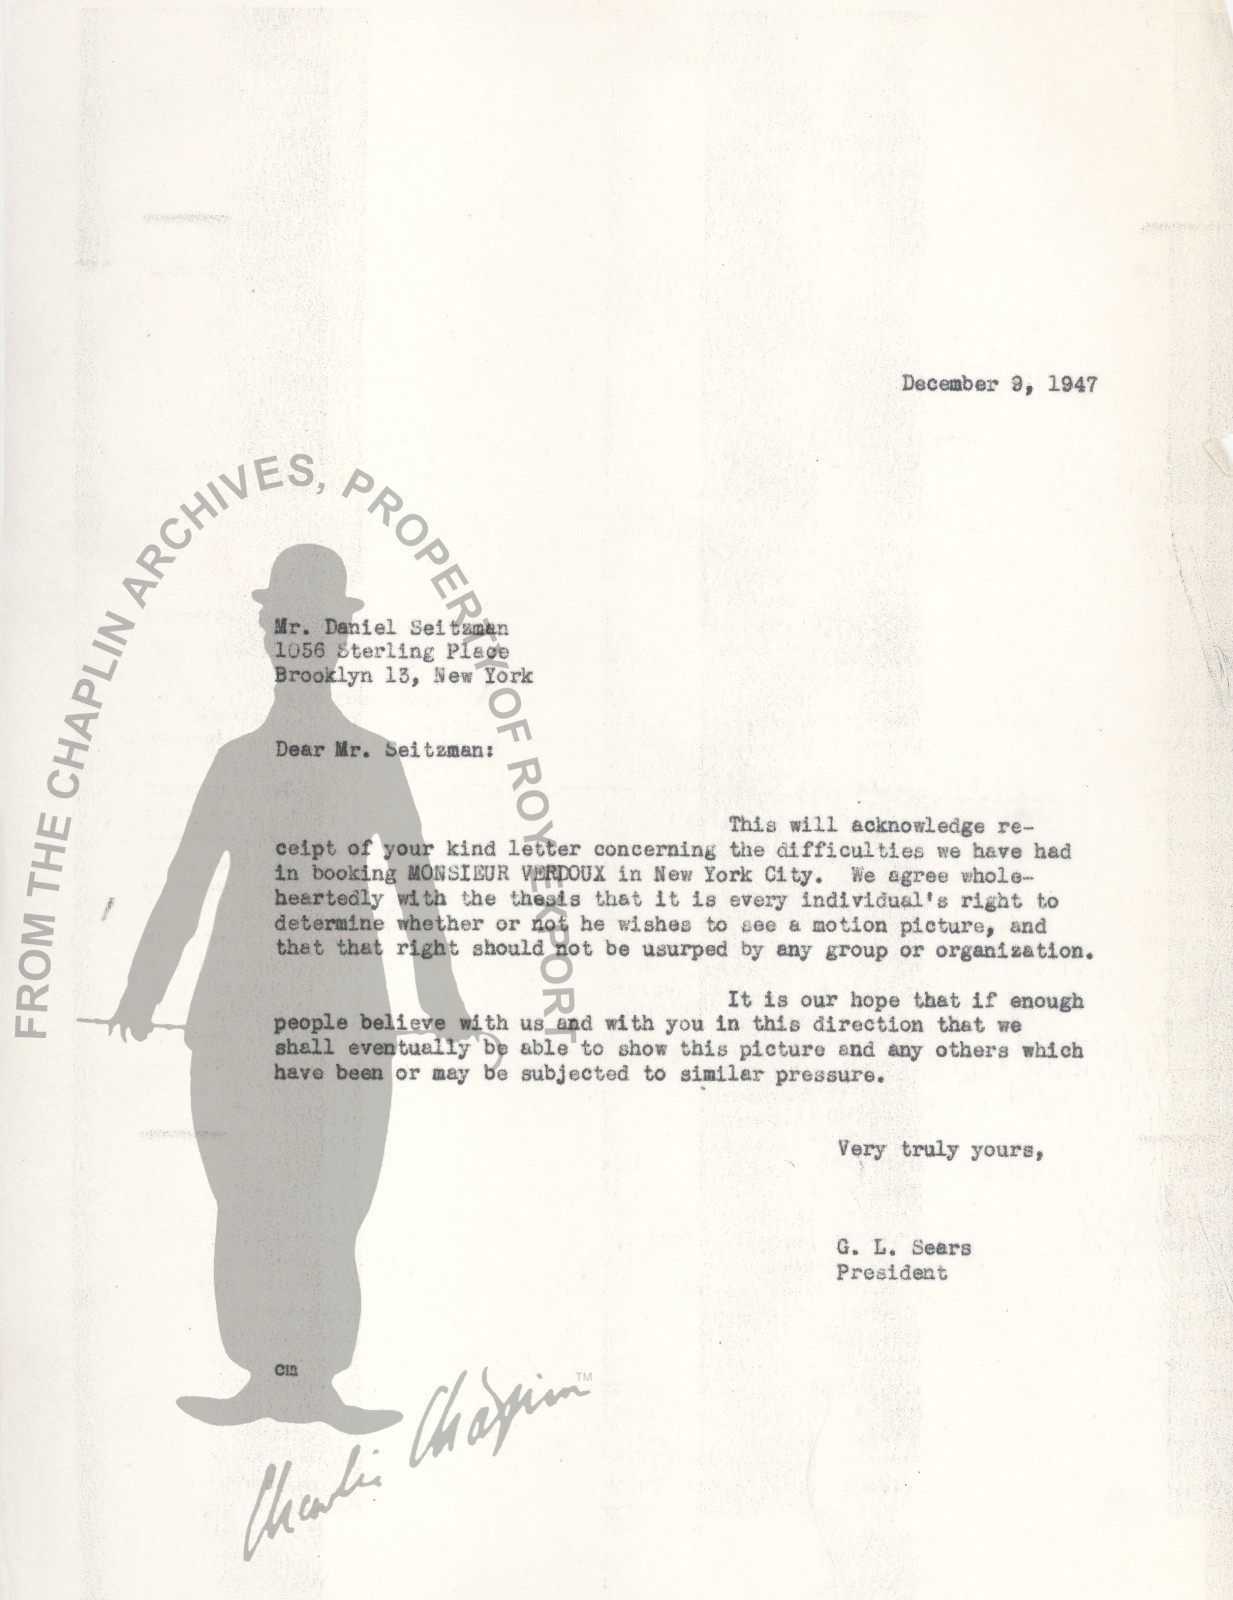 December 9, 1947
FROM THE CHAPLIN ARCHIVES, PROPERTY OF ROY EXPORT
Mr. Daniel Seitzman
1056 Sterling Place
Brooklyn 13, New York
Dear Mr. Seitzman:
This will acknowledge re-
ceipt of your kind letter concerning the difficulties we have had
in booking MONSIEUR VERDOUX in New York City. We agree whole-
heartedly with the thesis that it is every individual's right to
determine whether or not he wishes to see a motion picture, and
that that right should not be usurped by any group or organization.
It is our hope that if enough
people believe with us and with you in this direction that we
shall eventually be able to show this picture and any others which
have been or may be subjected to similar pressure.
Very truly yours,
G. L. Sears
President
cm
Charlie Chaplin TM